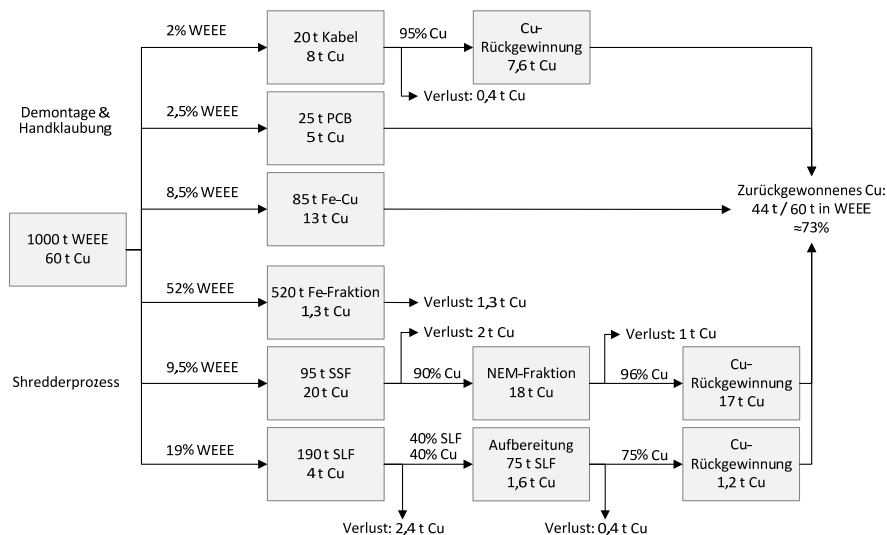 2% WEEE
20 t Kabel
8 t Cu
95% Cu
Cu-
Rückgewinnung
7,6 t Cu
Verlust: 0,4 t Cu
Demontage &
Handklaubung
2,5% WEEE
25 t PCB
5 t Cu
8,5% WEEE
85 t Fe-Cu
13 t Cu
Zurückgewonnenes Cu:
44 t / 60 t in WEEE
≈73%
1000 t WEEE
60 t Cu
52% WEEE
520 t Fe-Fraktion
1,3 t Cu
Verlust: 1,3 t Cu
Shredderprozess
9,5% WEEE
95 t SSF
20 t Cu
Verlust: 2 t Cu
90% Cu
NEM-Fraktion
18 t Cu
Verlust: 1 t Cu
96% Cu
Cu-
Rückgewinnung
17 t Cu
19% WEEE
190 t SLF
4 t Cu
40% SLF
40% Cu
Aufbereitung
75 t SLF
1,6 t Cu
75% Cu
Cu-
Rückgewinnung
1,2 t Cu
Verlust: 2,4 t Cu
Verlust: 0,4 t Cu